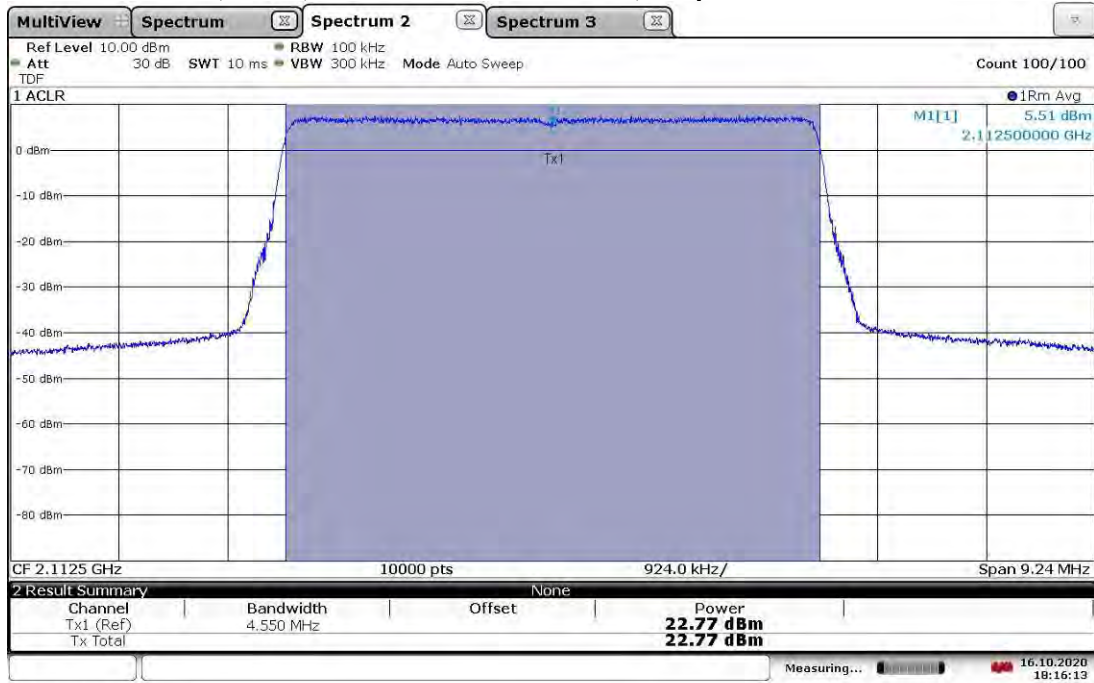 MultiView Spectrum Spectrum 2 Spectrum 3
Ref Level 10.00 dBm RBW 100 kHz
Att 30 dB SWT 10 ms VBW 300 kHz Mode Auto Sweep Count 100/100
TDF
1 ACLR 1Rm Avg
M1[1] 5.51 dBm
2.112500000 GHz
0 dBm
Tx1
-10 dBm
-20 dBm
-30 dBm
-40 dBm
-50 dBm
-60 dBm
-70 dBm
-80 dBm
CF 2.1125 GHz 10000 pts 924.0 kHz/ Span 9.24 MHz
2 Result Summary None
Channel Bandwidth Offset Power
Tx1 (Ref) 4.550 MHz 22.77 dBm
Tx Total 22.77 dBm
Measuring... 16.10.2020
18:16:13